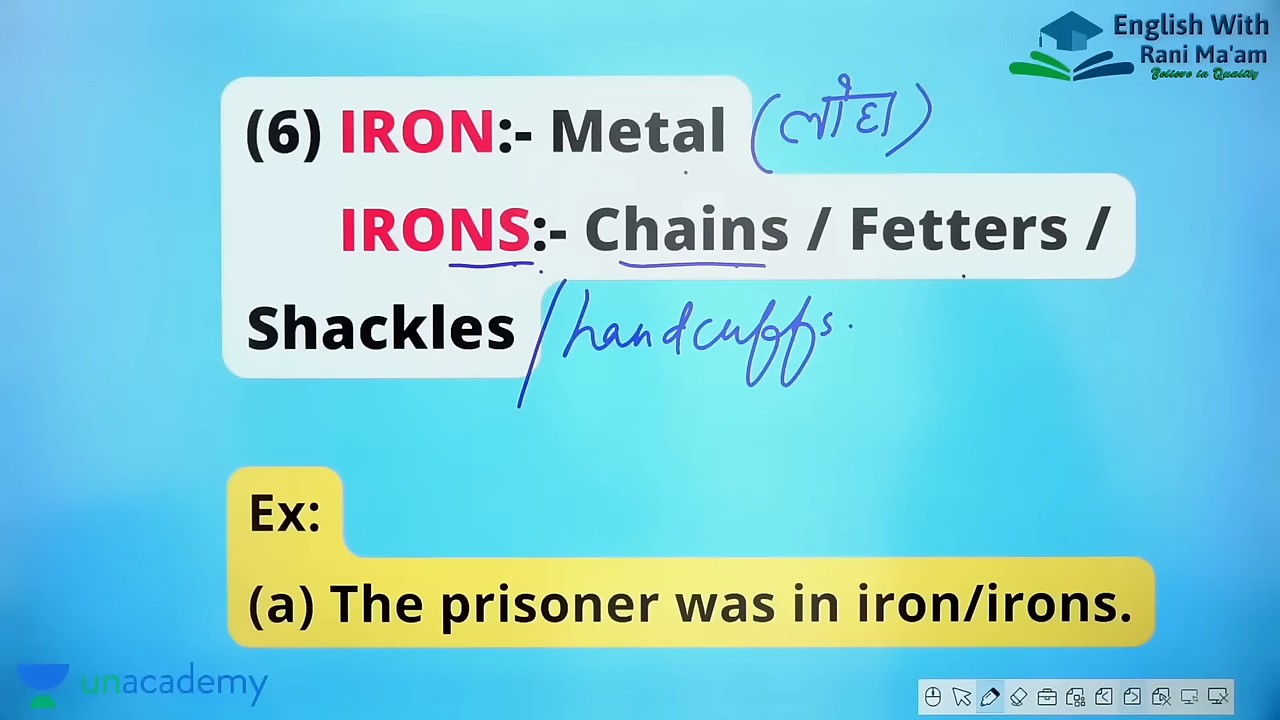 English With
Rani Ma'am
Believe in Quality
(6) IRON:- Metal (लोहा)
IRONS:- Chains / Fetters /
Shackles / handcuffs.
Ex:
(a) The prisoner was in iron/irons.
unacademy